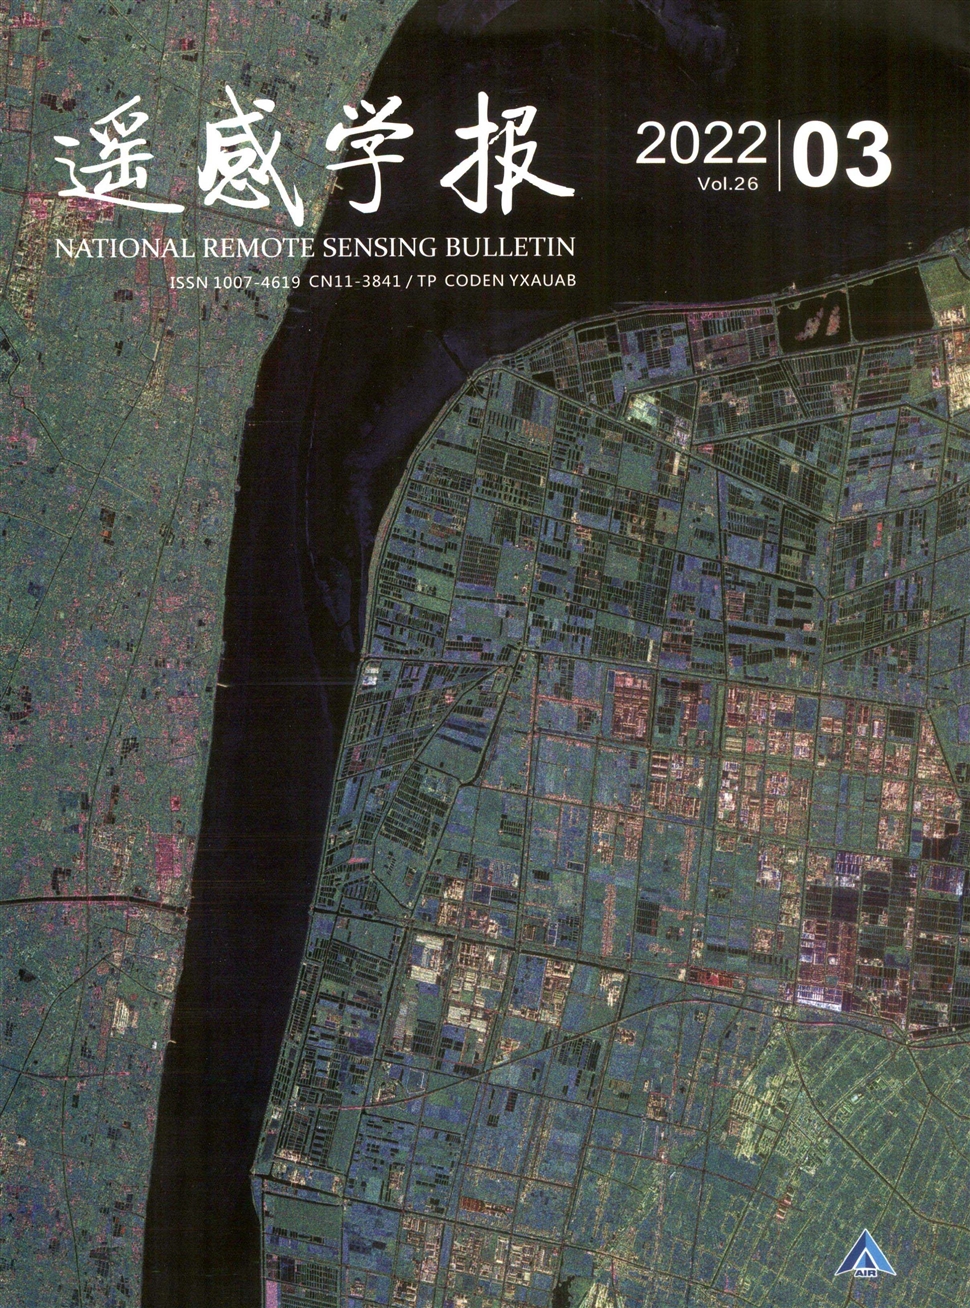 遥感学报
2022 03
Vol.26
NATIONAL REMOTE SENSING BULLETIN
ISSN 1007-4619 CN11-3841 / TP CODEN YXAUAB
AIR